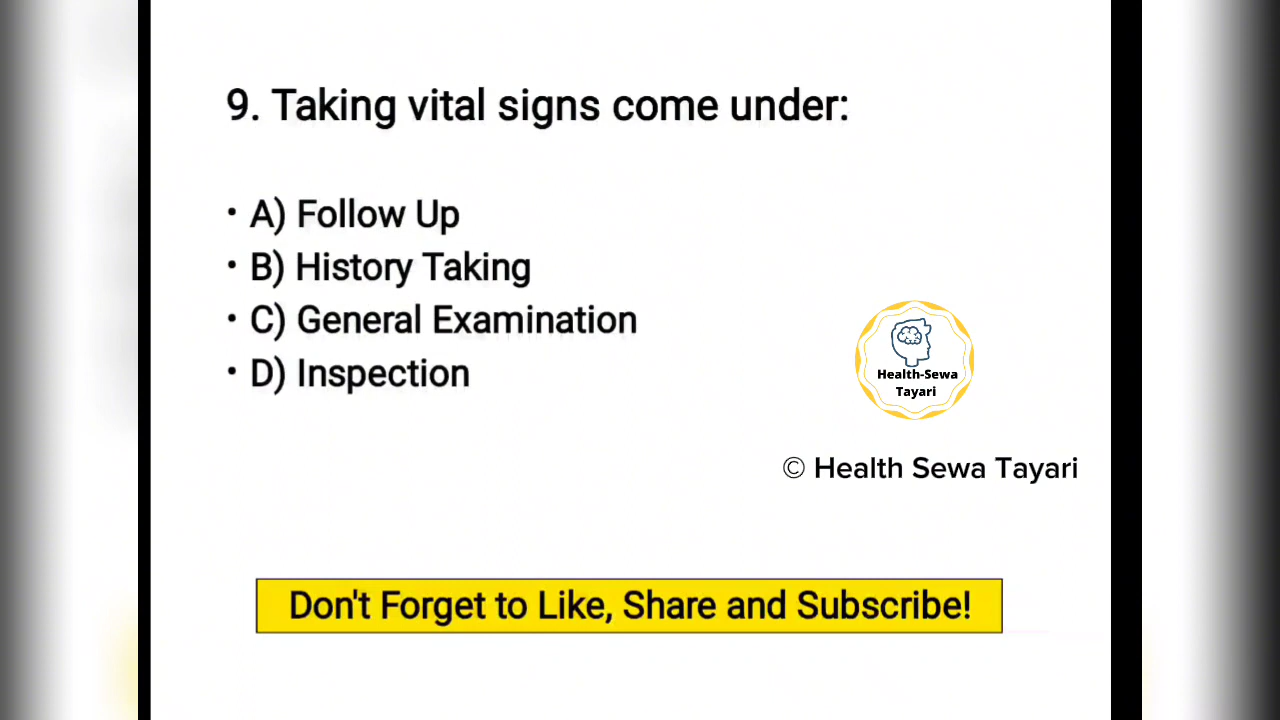 9. Taking vital signs come under:
• A) Follow Up
• B) History Taking
• C) General Examination
• D) Inspection
Health-Sewa
Tayari
© Health Sewa Tayari
Don't Forget to Like, Share and Subscribe!